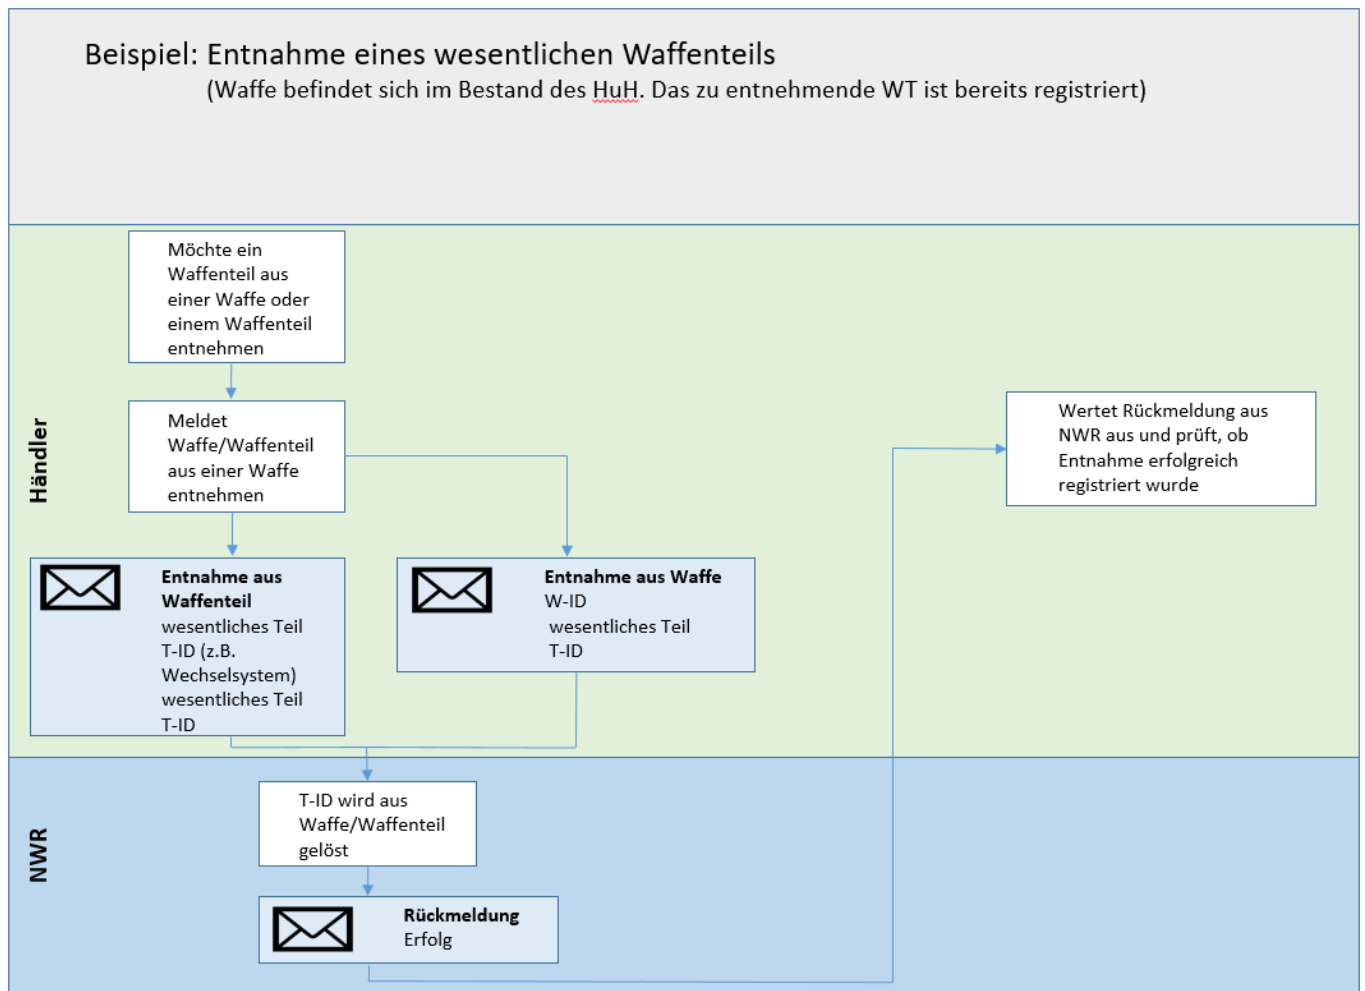 Beispiel: Entnahme eines wesentlichen Waffenteils
(Waffe befindet sich im Bestand des HuH. Das zu entnehmende WT ist bereits registriert)
Händler
Möchte ein
Waffenteil aus
einer Waffe oder
einem Waffenteil
entnehmen
Meldet
Waffe/Waffenteil
aus einer Waffe
entnehmen
Wertet Rückmeldung aus
NWR aus und prüft, ob
Entnahme erfolgreich
registriert wurde
Entnahme aus
Waffenteil
wesentliches Teil
T-ID (z.B.
Wechselsystem)
wesentliches Teil
T-ID
Entnahme aus Waffe
W-ID
wesentliches Teil
T-ID
NWR
T-ID wird aus
Waffe/Waffenteil
gelöst
Rückmeldung
Erfolg